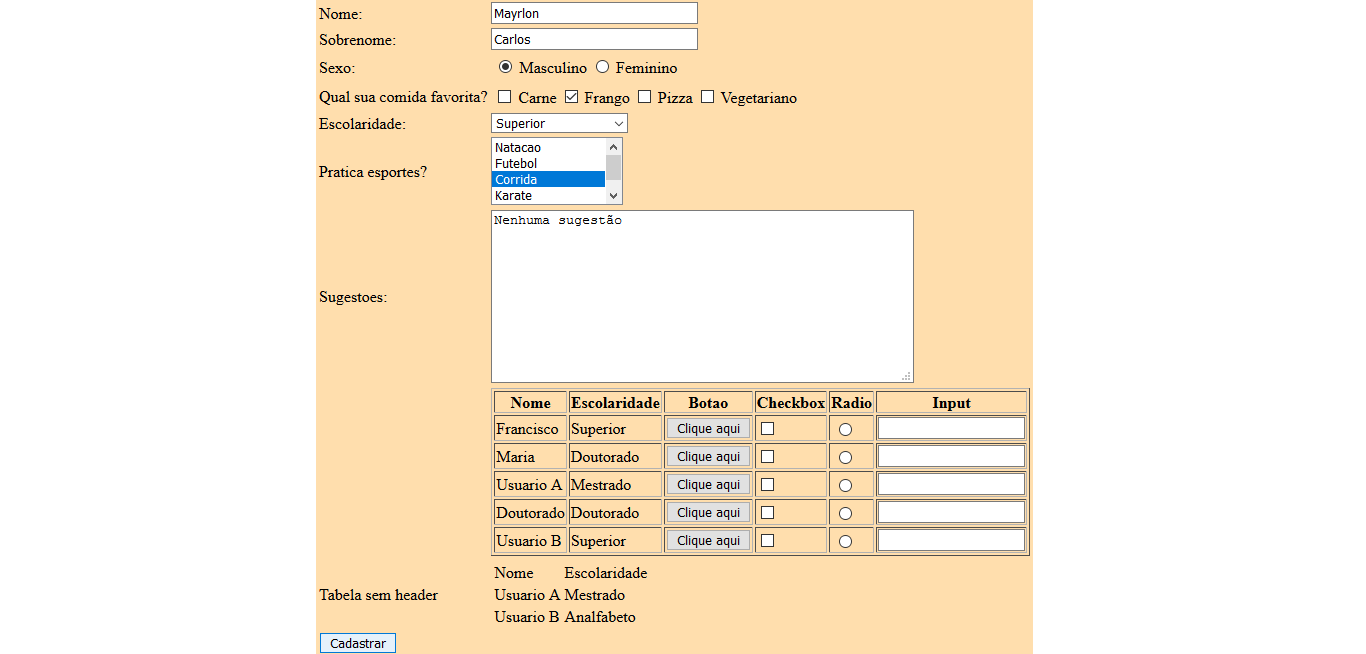 Nome: Mayrlon
Sobrenome: Carlos
Sexo: Masculino Feminino
Qual sua comida favorita? Carne Frango Pizza Vegetariano
Escolaridade: Superior
Pratica esportes?
Natacao
Futebol
Corrida
Karate
Sugestoes:
Nenhuma sugestão
Nome Escolaridade Botao Checkbox Radio Input
Francisco Superior Clique aqui
Maria Doutorado Clique aqui
Usuario A Mestrado Clique aqui
Doutorado Doutorado Clique aqui
Usuario B Superior Clique aqui
Tabela sem header
Nome Escolaridade
Usuario A Mestrado
Usuario B Analfabeto
Cadastrar